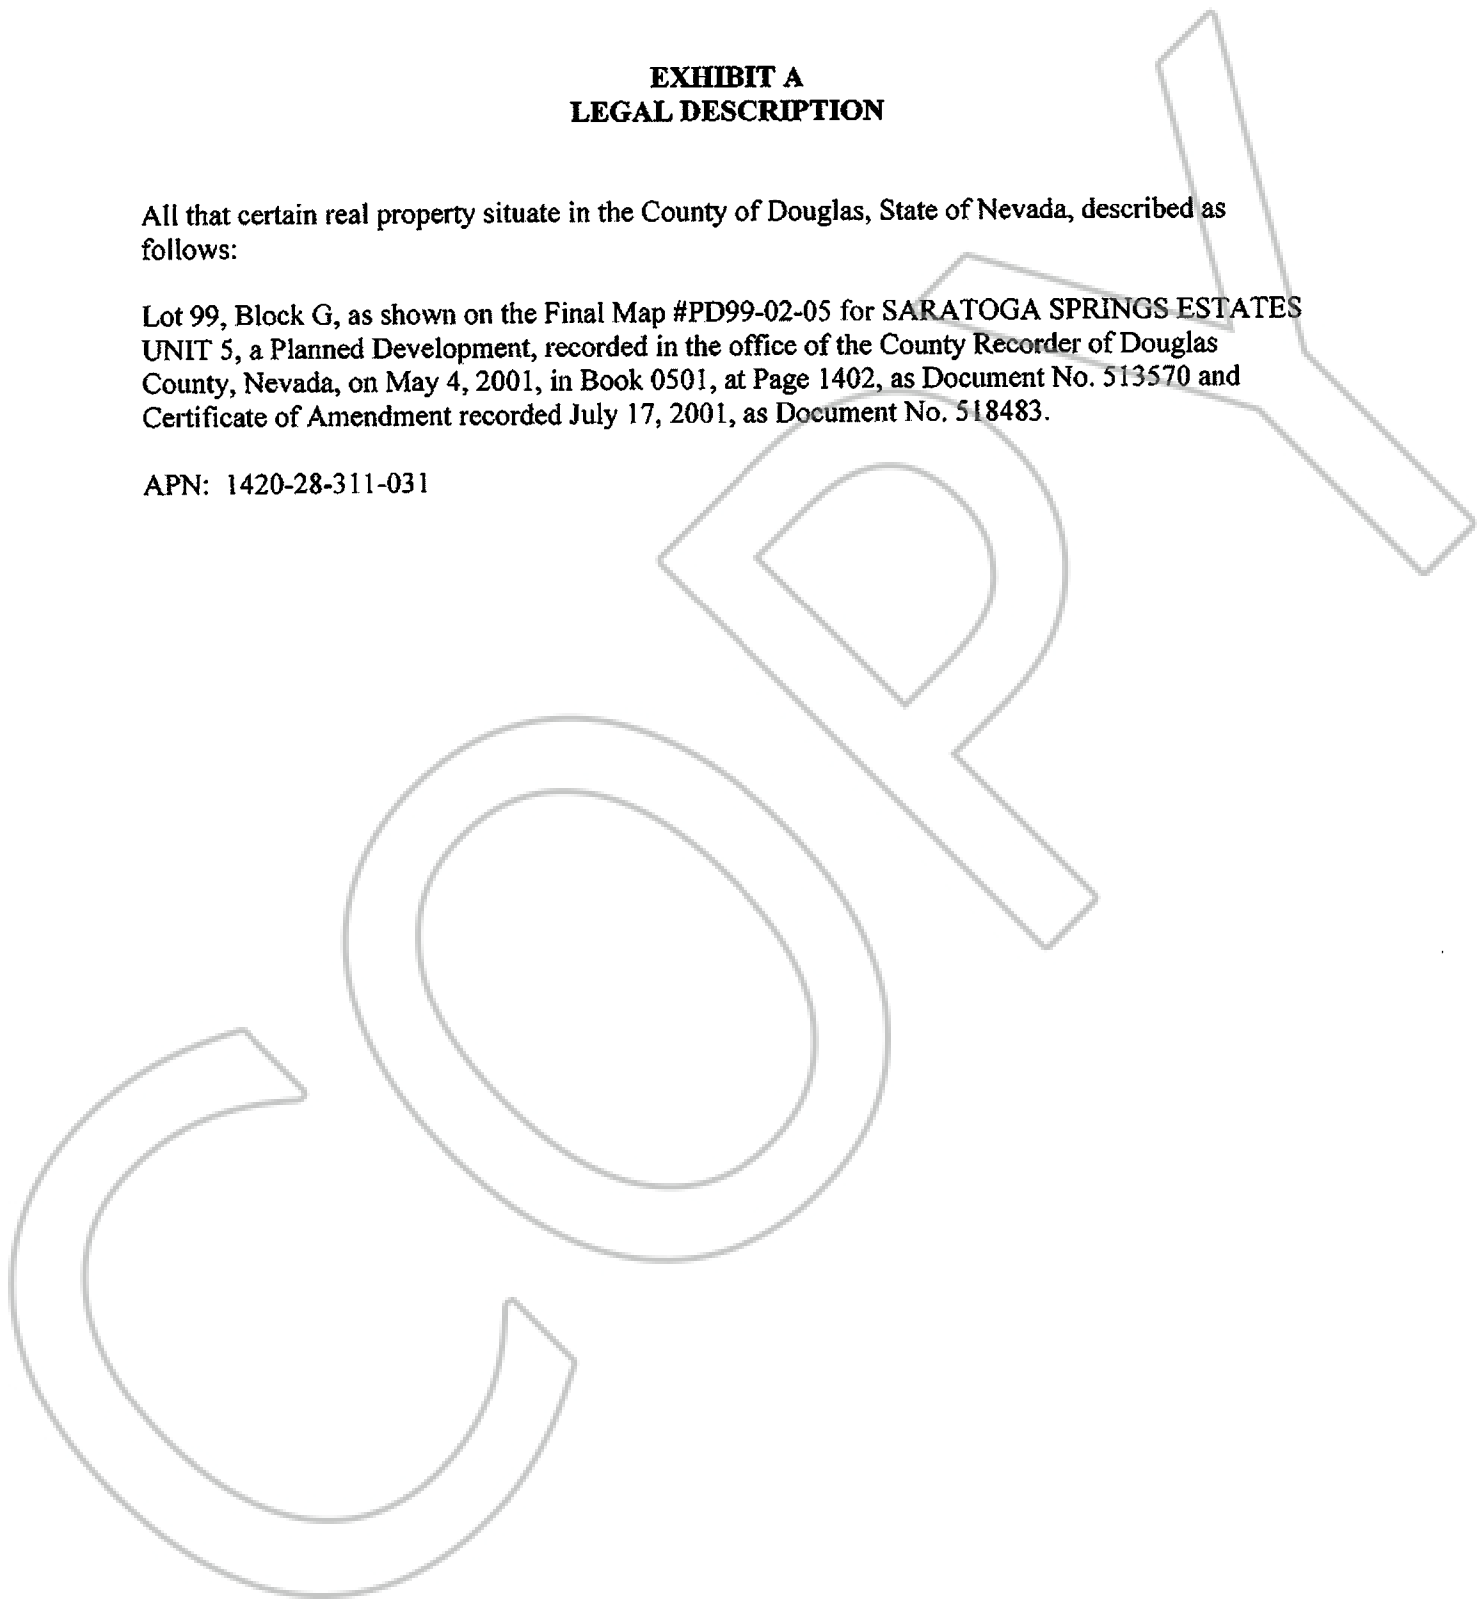 EXHIBIT A
LEGAL DESCRIPTION
All that certain real property situate in the County of Douglas, State of Nevada, described as
follows:
Lot 99, Block G, as shown on the Final Map #PD99-02-05 for SARATOGA SPRINGS ESTATES
UNIT 5, a Planned Development, recorded in the office of the County Recorder of Douglas
County, Nevada, on May 4, 2001, in Book 0501, at Page 1402, as Document No. 513570 and
Certificate of Amendment recorded July 17, 2001, as Document No. 518483.
APN: 1420-28-311-031
COPY